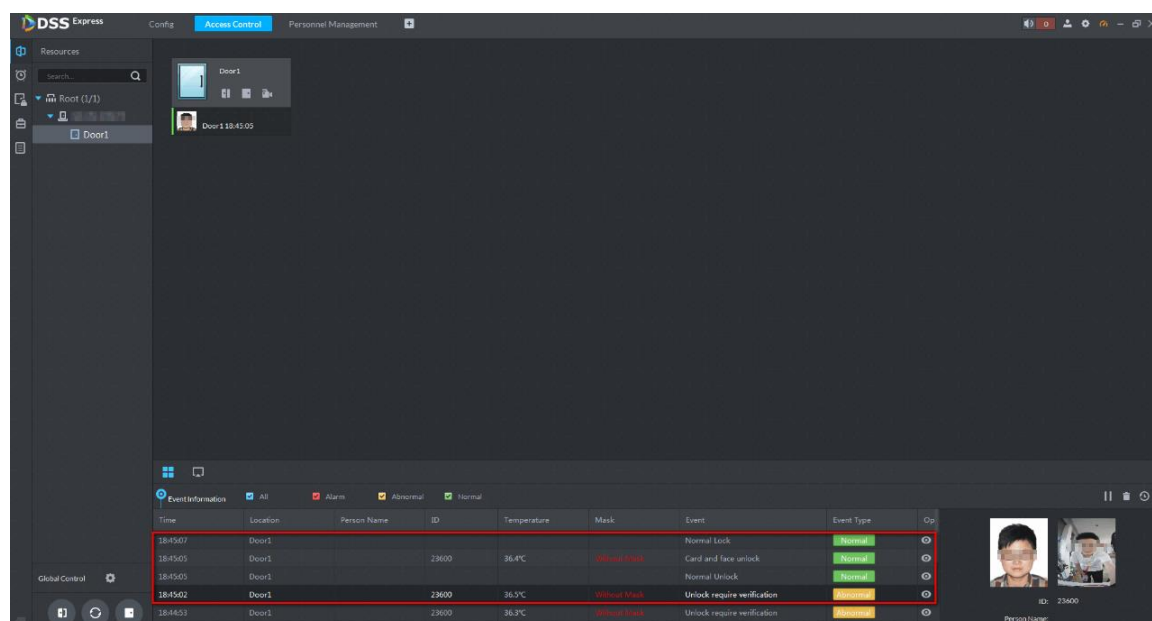 DSS Express Config Access Control Personnel Management 0
Resources
Search...
Root (1/1)
Door1
Door1
Door1 18:45:05
Event Information All Alarm Abnormal Normal
Time Location Person Name ID Temperature Mask Event Event Type Op
18:45:07 Door1 Normal Lock Normal
18:45:05 Door1 23600 36.4℃ Without Mask Card and face unlock Normal
18:45:05 Door1 Normal Unlock Normal
18:45:02 Door1 23600 36.5℃ Without Mask Unlock require verification Abnormal
18:44:53 Door1 23600 36.3℃ Without Mask Unlock require verification Abnormal
Global Control
ID: 23600
Person Name: